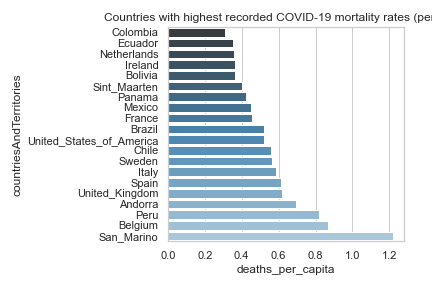 Countries with highest recorded COVID-19 mortality rates (per
Colombia
Ecuador
Netherlands
Ireland
Bolivia
Sint_Maarten
Panama
Mexico
France
Brazil
United_States_of_America
Chile
Sweden
Italy
Spain
United_Kingdom
Andorra
Peru
Belgium
San_Marino
countriesAndTerritories
0.0 0.2 0.4 0.6 0.8 1.0 1.2
deaths_per_capita